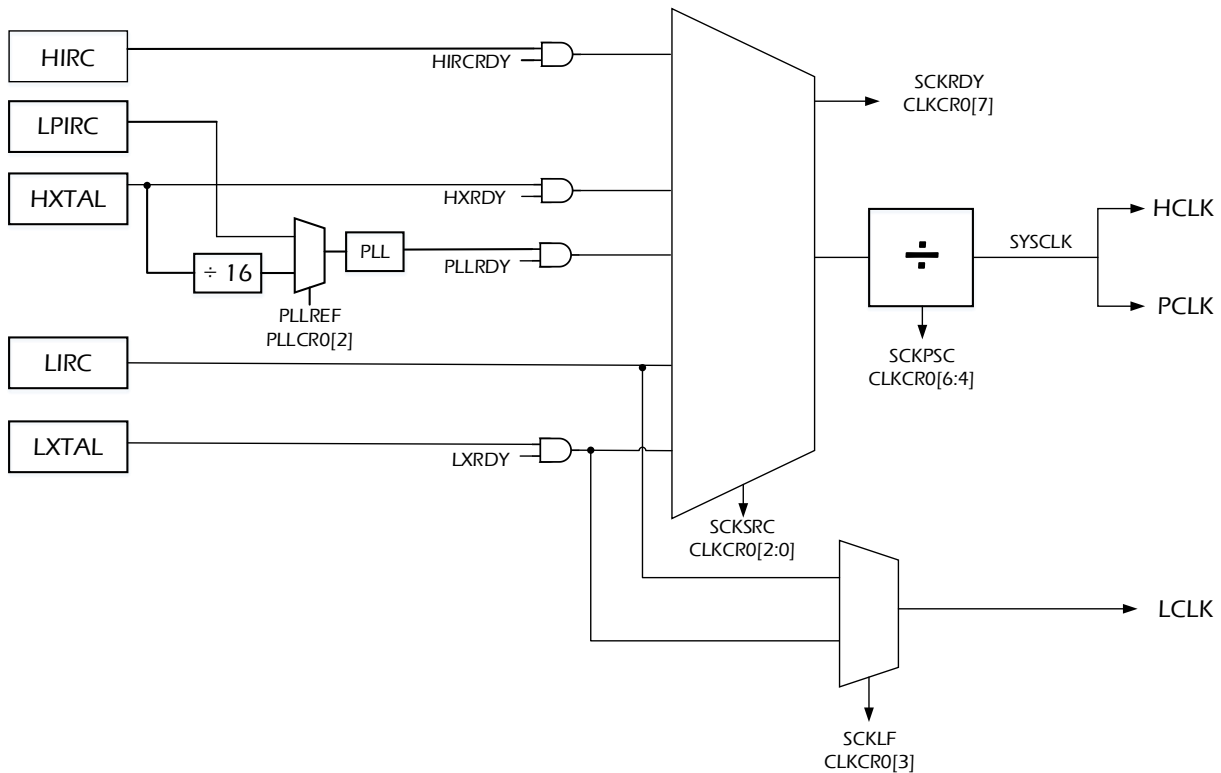 HIRC
HIRCRDY
SCKRDY
CLKCR0[7]
LPIRC
HXTAL
HXRDY
÷ 16
PLL
PLLRDY
PLLREF
PLLCR0[2]
÷
SYSCLK
HCLK
PCLK
SCKPSC
CLKCR0[6:4]
LIRC
LXTAL
LXRDY
SCKSRC
CLKCR0[2:0]
LCLK
SCKLF
CLKCR0[3]